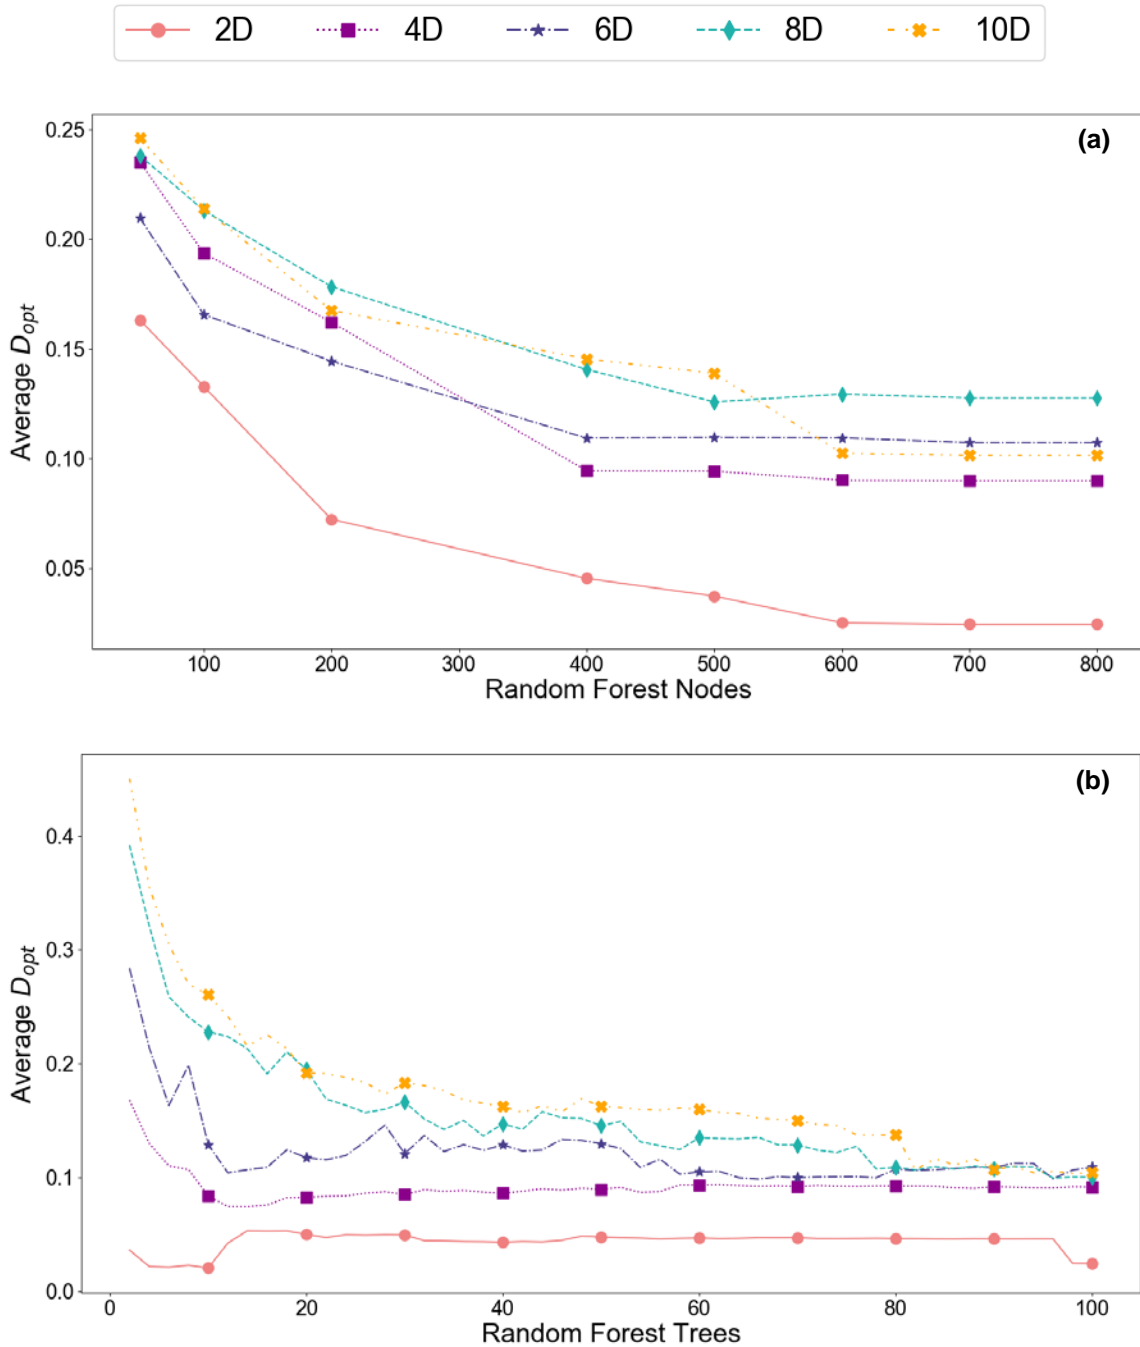 2D 4D 6D 8D 10D
(a)
0.25
0.20
0.15
0.10
0.05
Average D_opt
100 200 300 400 500 600 700 800
Random Forest Nodes
(b)
0.4
0.3
0.2
0.1
0.0
Average D_opt
0 20 40 60 80 100
Random Forest Trees